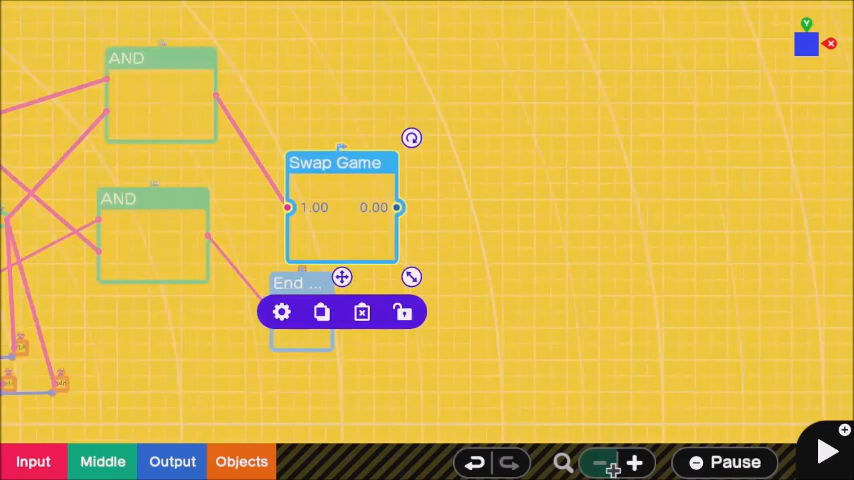 Y
X
AND
Swap Game
1.00 0.00
AND
End ...
Input Middle Output Objects Pause